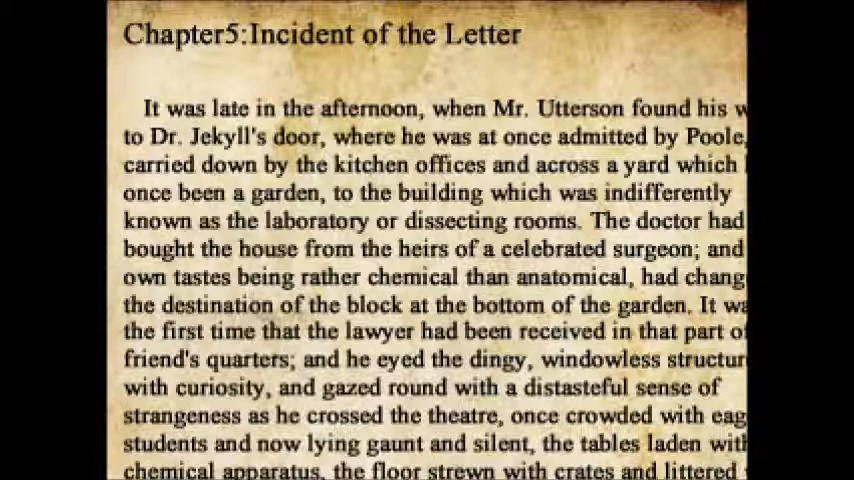 Chapter5:Incident of the Letter
It was late in the afternoon, when Mr. Utterson found his
to Dr. Jekyll's door, where he was at once admitted by Poole,
carried down by the kitchen offices and across a yard which
once been a garden, to the building which was indifferently
known as the laboratory or dissecting rooms. The doctor had
bought the house from the heirs of a celebrated surgeon; and
own tastes being rather chemical than anatomical, had chang
the destination of the block at the bottom of the garden. It wa
the first time that the lawyer had been received in that part of
friend's quarters; and he eyed the dingy, windowless structur
with curiosity, and gazed round with a distasteful sense of
strangeness as he crossed the theatre, once crowded with eag
students and now lying gaunt and silent, the tables laden with
chemical apparatus, the floor strewn with crates and littered